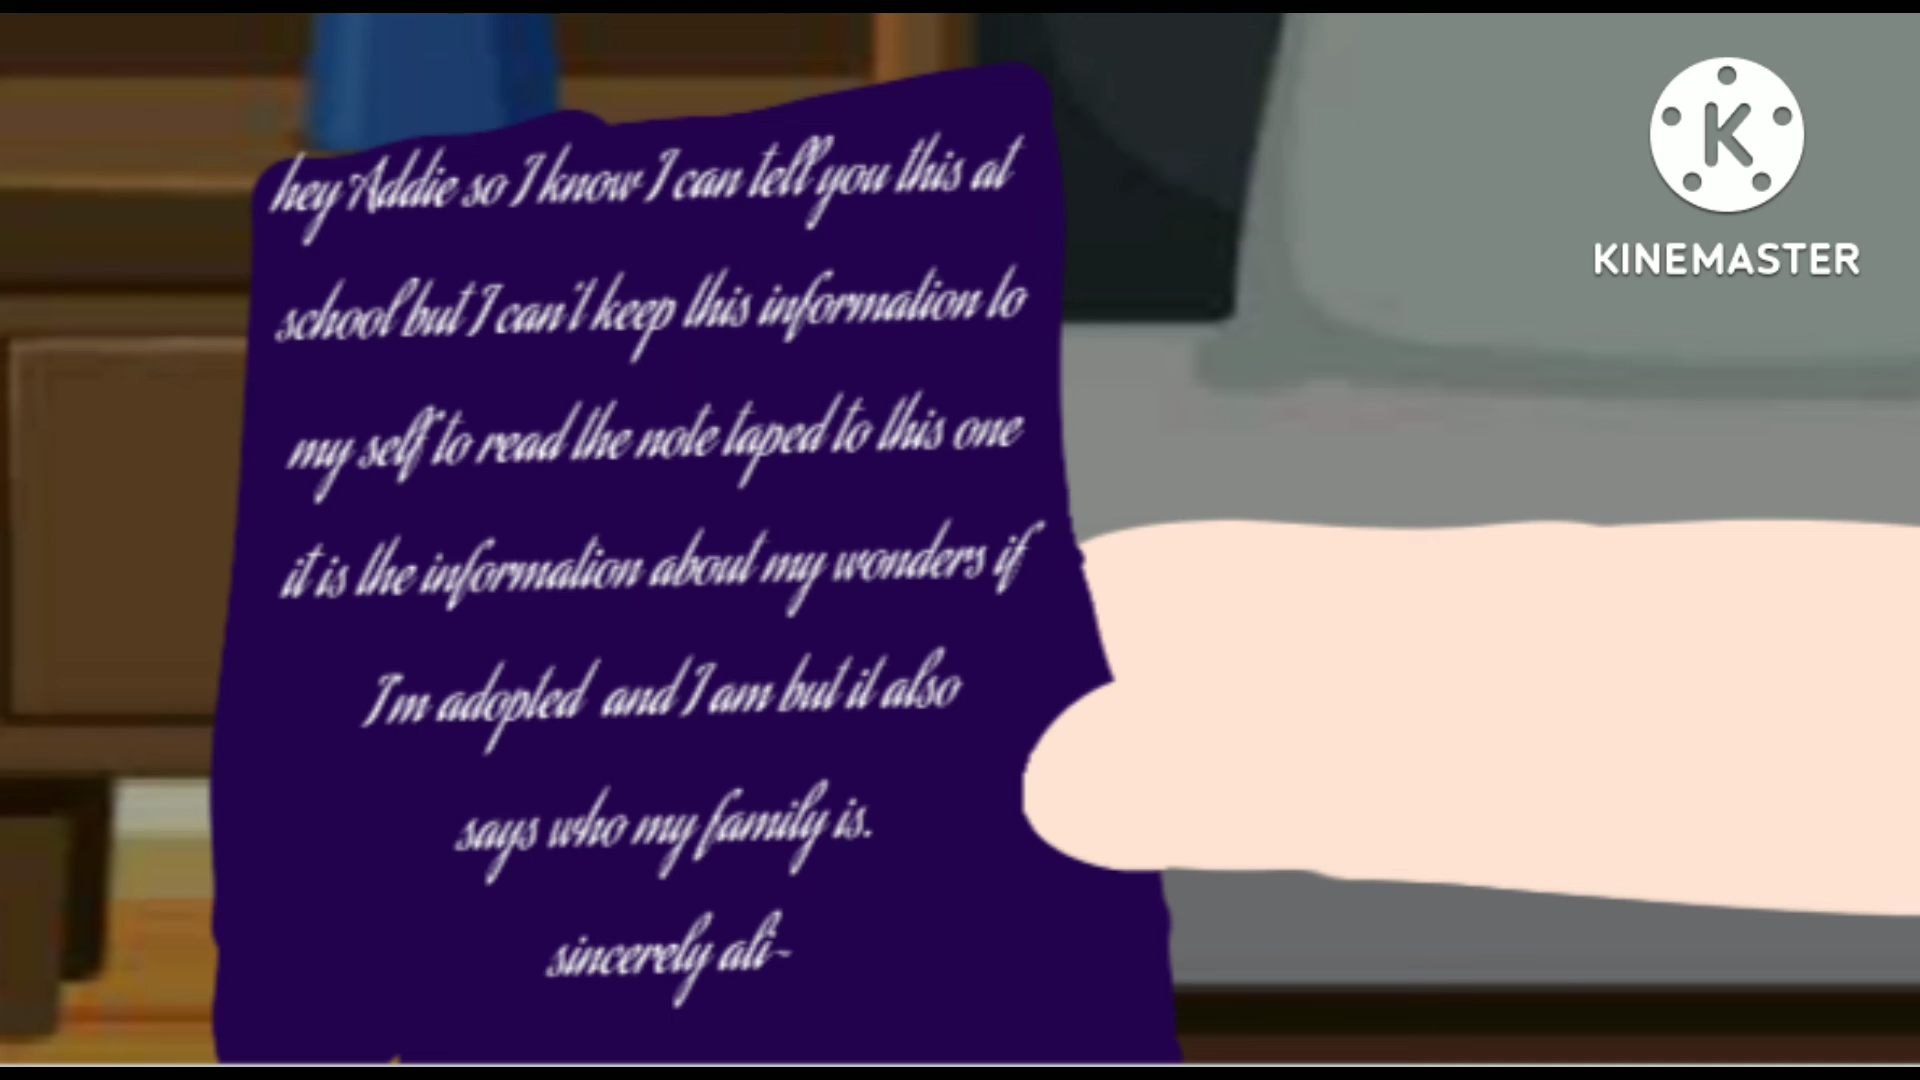 hey Addie so I know I can tell you this at
school but I can't keep this information to
my self to read the note taped to this one
it is the information about my wonders if
I'm adopted and I am but it also
says who my family is.
sincerely ali-
K
KINEMASTER